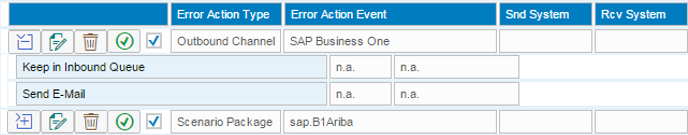 Error Action Type Error Action Event Snd System Rcv System
Outbound Channel SAP Business One
Keep in Inbound Queue n.a. n.a.
Send E-Mail n.a. n.a.
Scenario Package sap.B1Ariba